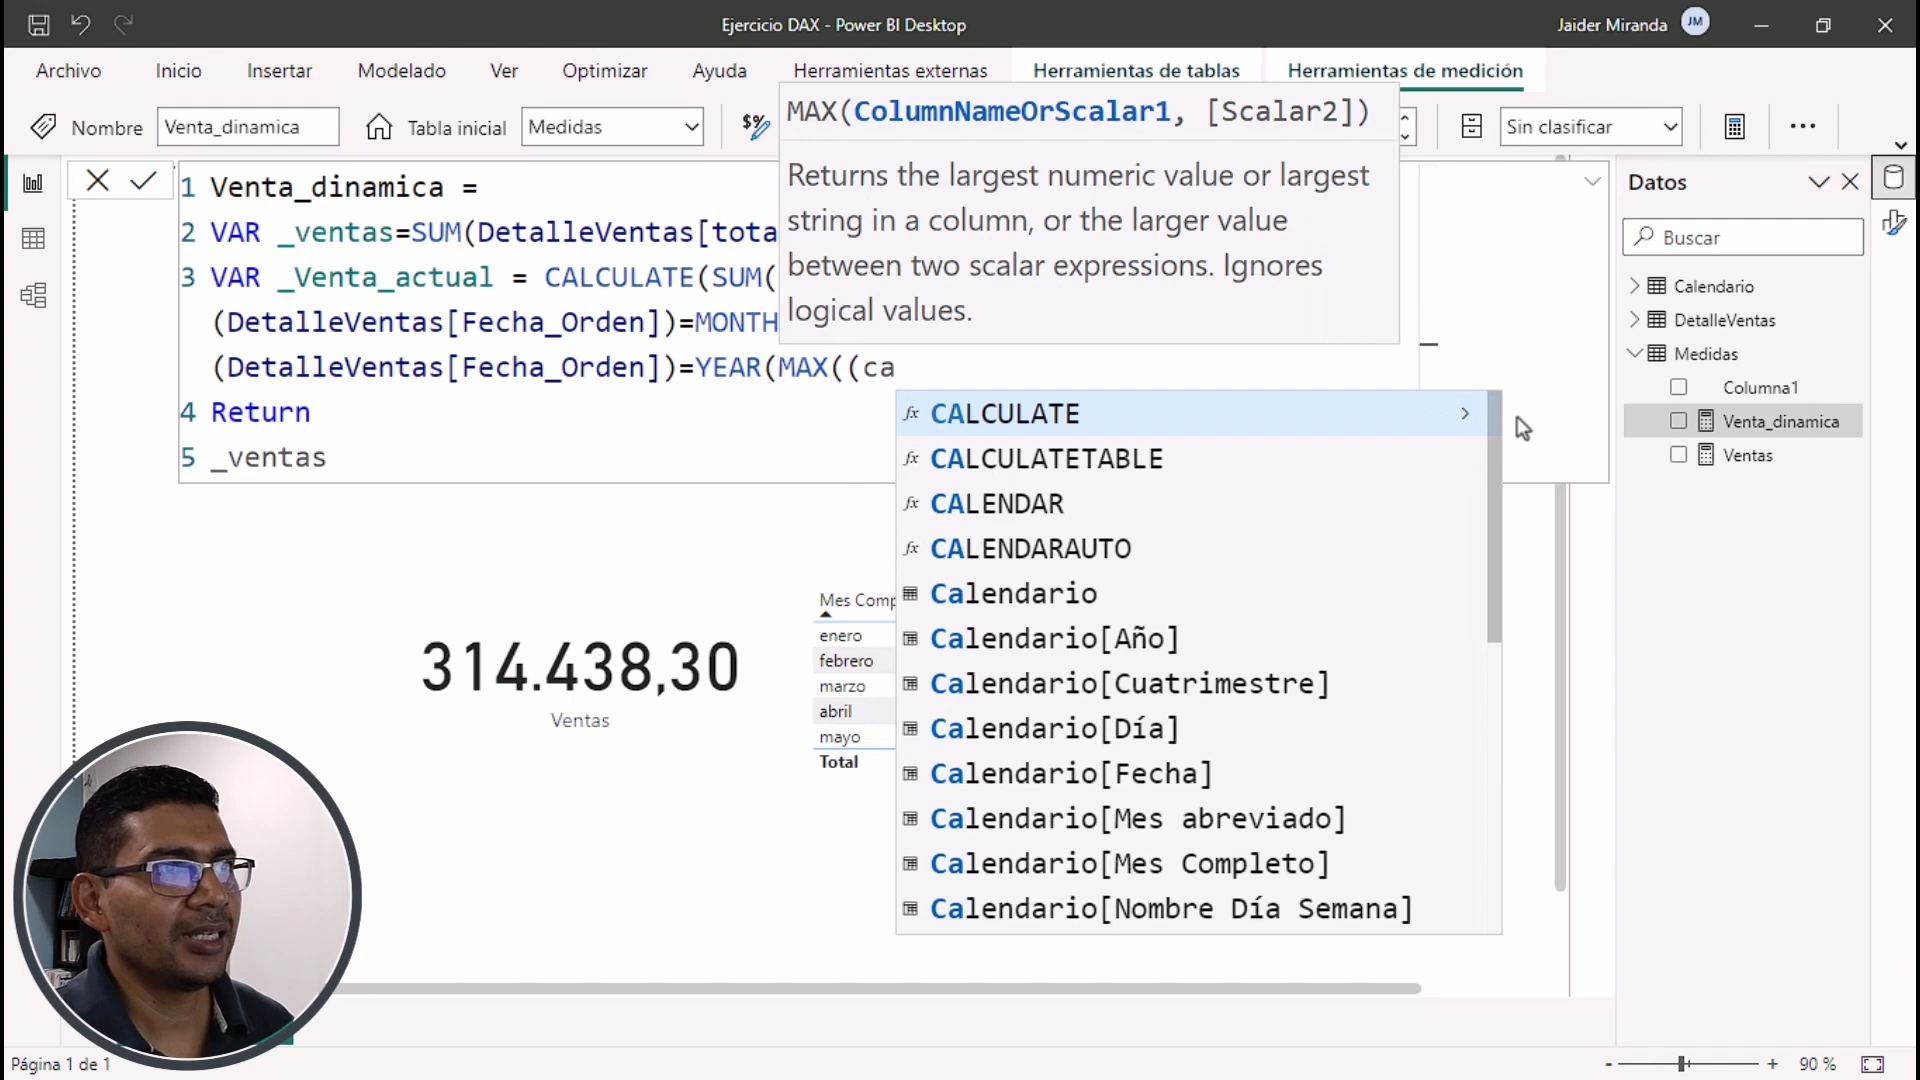 Ejercicio DAX - Power BI Desktop
Jaider Miranda
JM
Archivo
Inicio
Insertar
Modelado
Ver
Optimizar
Ayuda
Herramientas externas
Herramientas de tablas
Herramientas de medición
Nombre
Venta_dinamica
Tabla inicial
Medidas
$%
Sin clasificar
MAX(ColumnNameOrScalar1, [Scalar2])
Returns the largest numeric value or largest
string in a column, or the larger value
between two scalar expressions. Ignores
logical values.
1 Venta_dinamica =
2 VAR _ventas=SUM(DetalleVentas[tota
3 VAR _Venta_actual = CALCULATE(SUM(
(DetalleVentas[Fecha_Orden])=MONTH
(DetalleVentas[Fecha_Orden])=YEAR(MAX((ca
4 Return
5 _ventas
CALCULATE
CALCULATETABLE
CALENDAR
CALENDARAUTO
Calendario
Calendario[Año]
Calendario[Cuatrimestre]
Calendario[Día]
Calendario[Fecha]
Calendario[Mes abreviado]
Calendario[Mes Completo]
Calendario[Nombre Día Semana]
314.438,30
Ventas
Mes Comp
enero
febrero
marzo
abril
mayo
Total
Datos
Buscar
Calendario
DetalleVentas
Medidas
Columna1
Venta_dinamica
Ventas
Página 1 de 1
- + 90 %